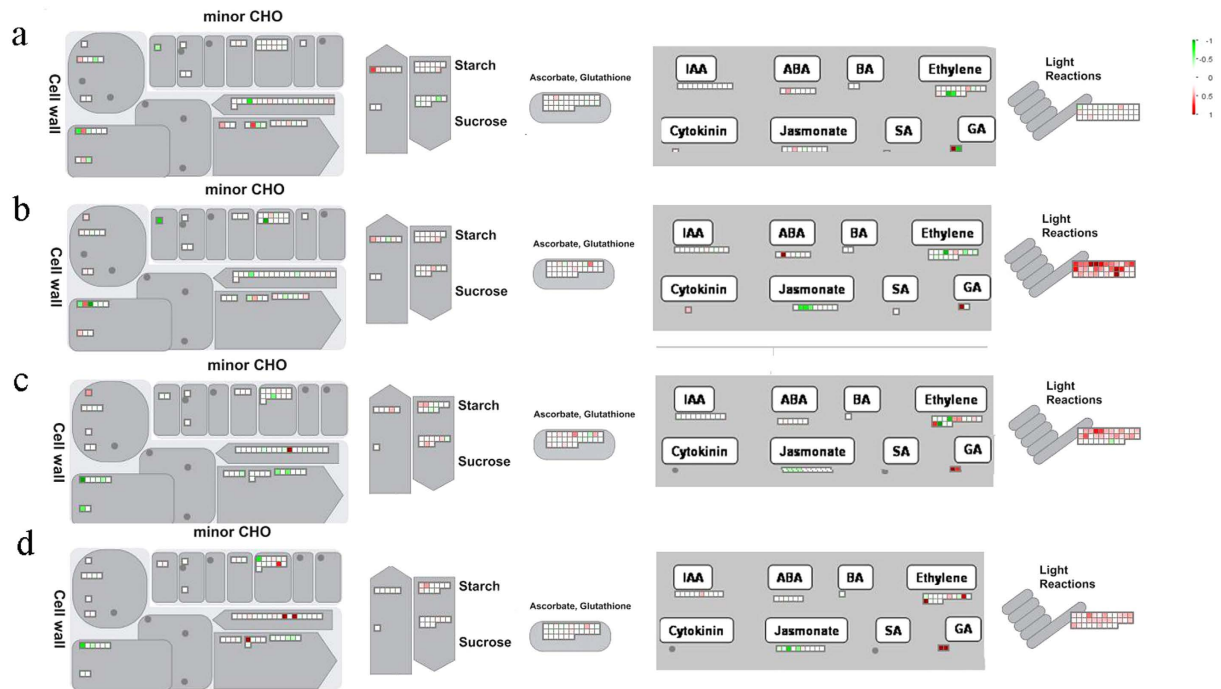 a
minor CHO
Cell wall
Starch
Sucrose
Ascorbate, Glutathione
IAA
ABA
BA
Ethylene
Cytokinin
Jasmonate
SA
GA
Light
Reactions
-1
-0.5
0
0.5
1
b
minor CHO
Cell wall
Starch
Sucrose
Ascorbate, Glutathione
IAA
ABA
BA
Ethylene
Cytokinin
Jasmonate
SA
GA
Light
Reactions
c
minor CHO
Cell wall
Starch
Sucrose
Ascorbate, Glutathione
IAA
ABA
BA
Ethylene
Cytokinin
Jasmonate
SA
GA
Light
Reactions
d
minor CHO
Cell wall
Starch
Sucrose
Ascorbate, Glutathione
IAA
ABA
BA
Ethylene
Cytokinin
Jasmonate
SA
GA
Light
Reactions